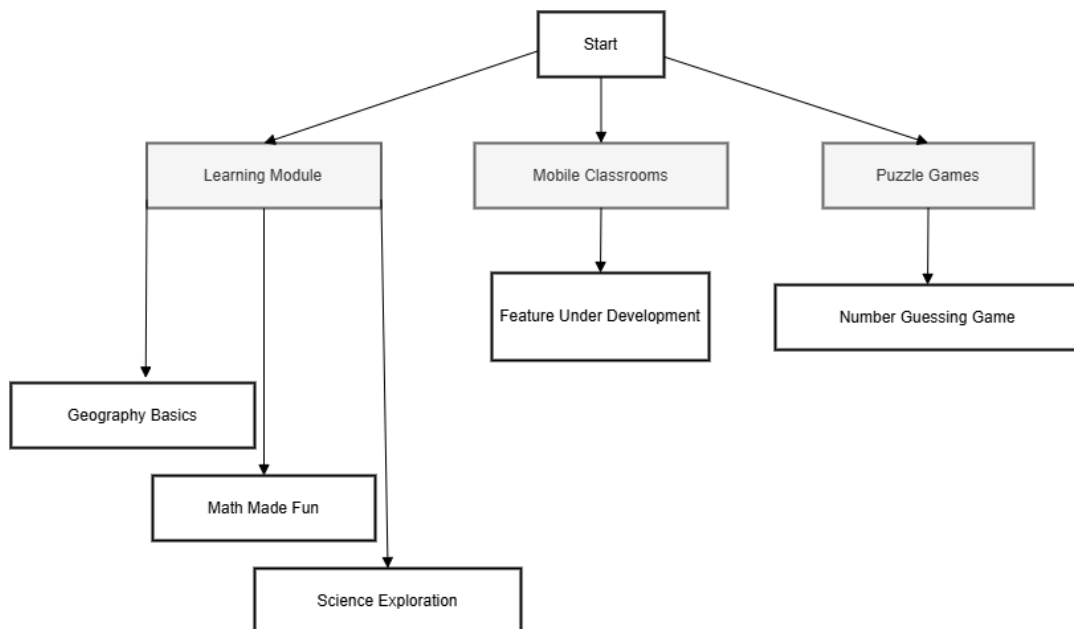 Start
Learning Module
Mobile Classrooms
Puzzle Games
Feature Under Development
Number Guessing Game
Geography Basics
Math Made Fun
Science Exploration